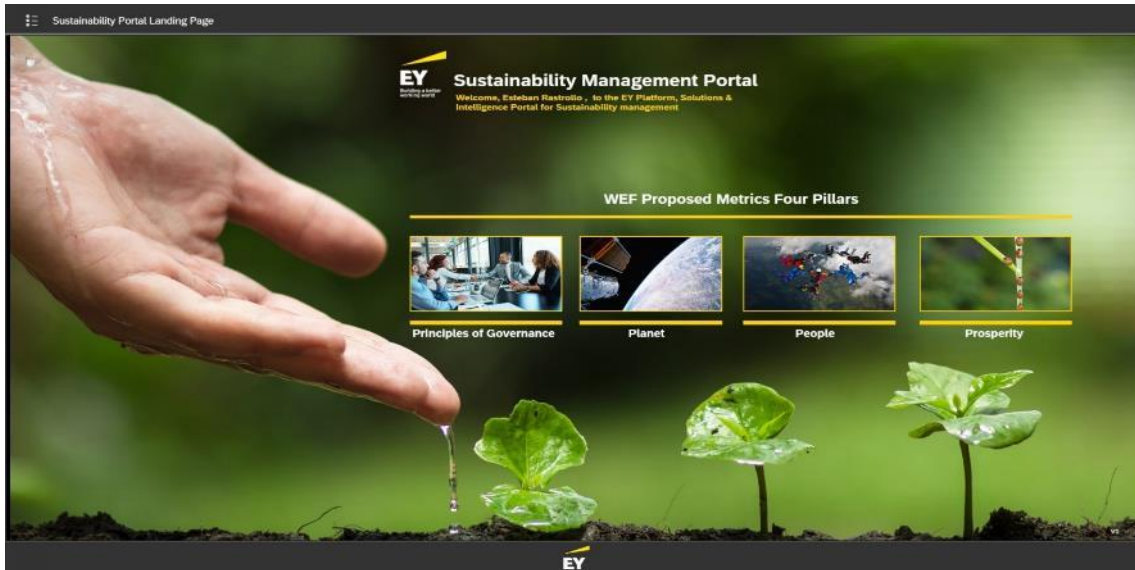 Sustainability Portal Landing Page
EY
Building a better
working world
Sustainability Management Portal
Welcome, Esteban Rastrollo , to the EY Platform, Solutions &
Intelligence Portal for Sustainability management
WEF Proposed Metrics Four Pillars
Principles of Governance
Planet
People
Prosperity
EY